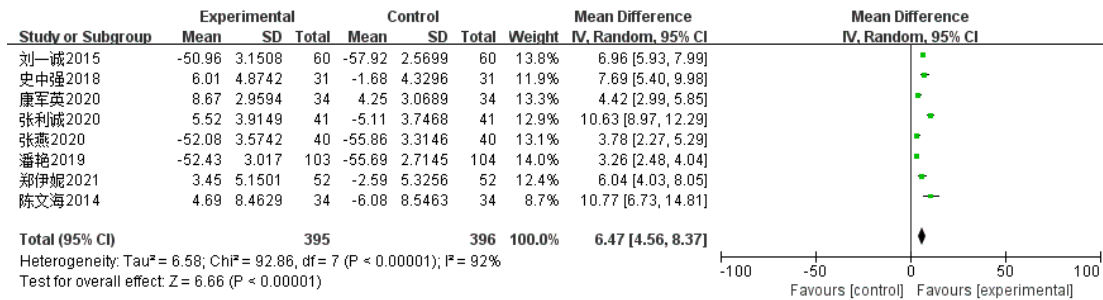 Experimental Control Mean Difference Mean Difference
Study or Subgroup Mean SD Total Mean SD Total Weight IV, Random, 95% CI IV, Random, 95% CI
刘一诚2015 -50.96 3.1508 60 -57.92 2.5699 60 13.8% 6.96 [5.93, 7.99]
史中强2018 6.01 4.8742 31 -1.68 4.3296 31 11.9% 7.69 [5.40, 9.98]
康军英2020 8.67 2.9594 34 4.25 3.0689 34 13.3% 4.42 [2.99, 5.85]
张利诚2020 5.52 3.9149 41 -5.11 3.7468 41 12.9% 10.63 [8.97, 12.29]
张燕2020 -52.08 3.5742 40 -55.86 3.3146 40 13.1% 3.78 [2.27, 5.29]
潘艳2019 -52.43 3.017 103 -55.69 2.7145 104 14.0% 3.26 [2.48, 4.04]
郑伊妮2021 3.45 5.1501 52 -2.59 5.3256 52 12.4% 6.04 [4.03, 8.05]
陈文海2014 4.69 8.4629 34 -6.08 8.5463 34 8.7% 10.77 [6.73, 14.81]
Total (95% CI) 395 396 100.0% 6.47 [4.56, 8.37]
Heterogeneity: Tau² = 6.58; Chi² = 92.86, df = 7 (P < 0.00001); I² = 92%
Test for overall effect: Z = 6.66 (P < 0.00001)
-100 -50 0 50 100
Favours [control] Favours [experimental]